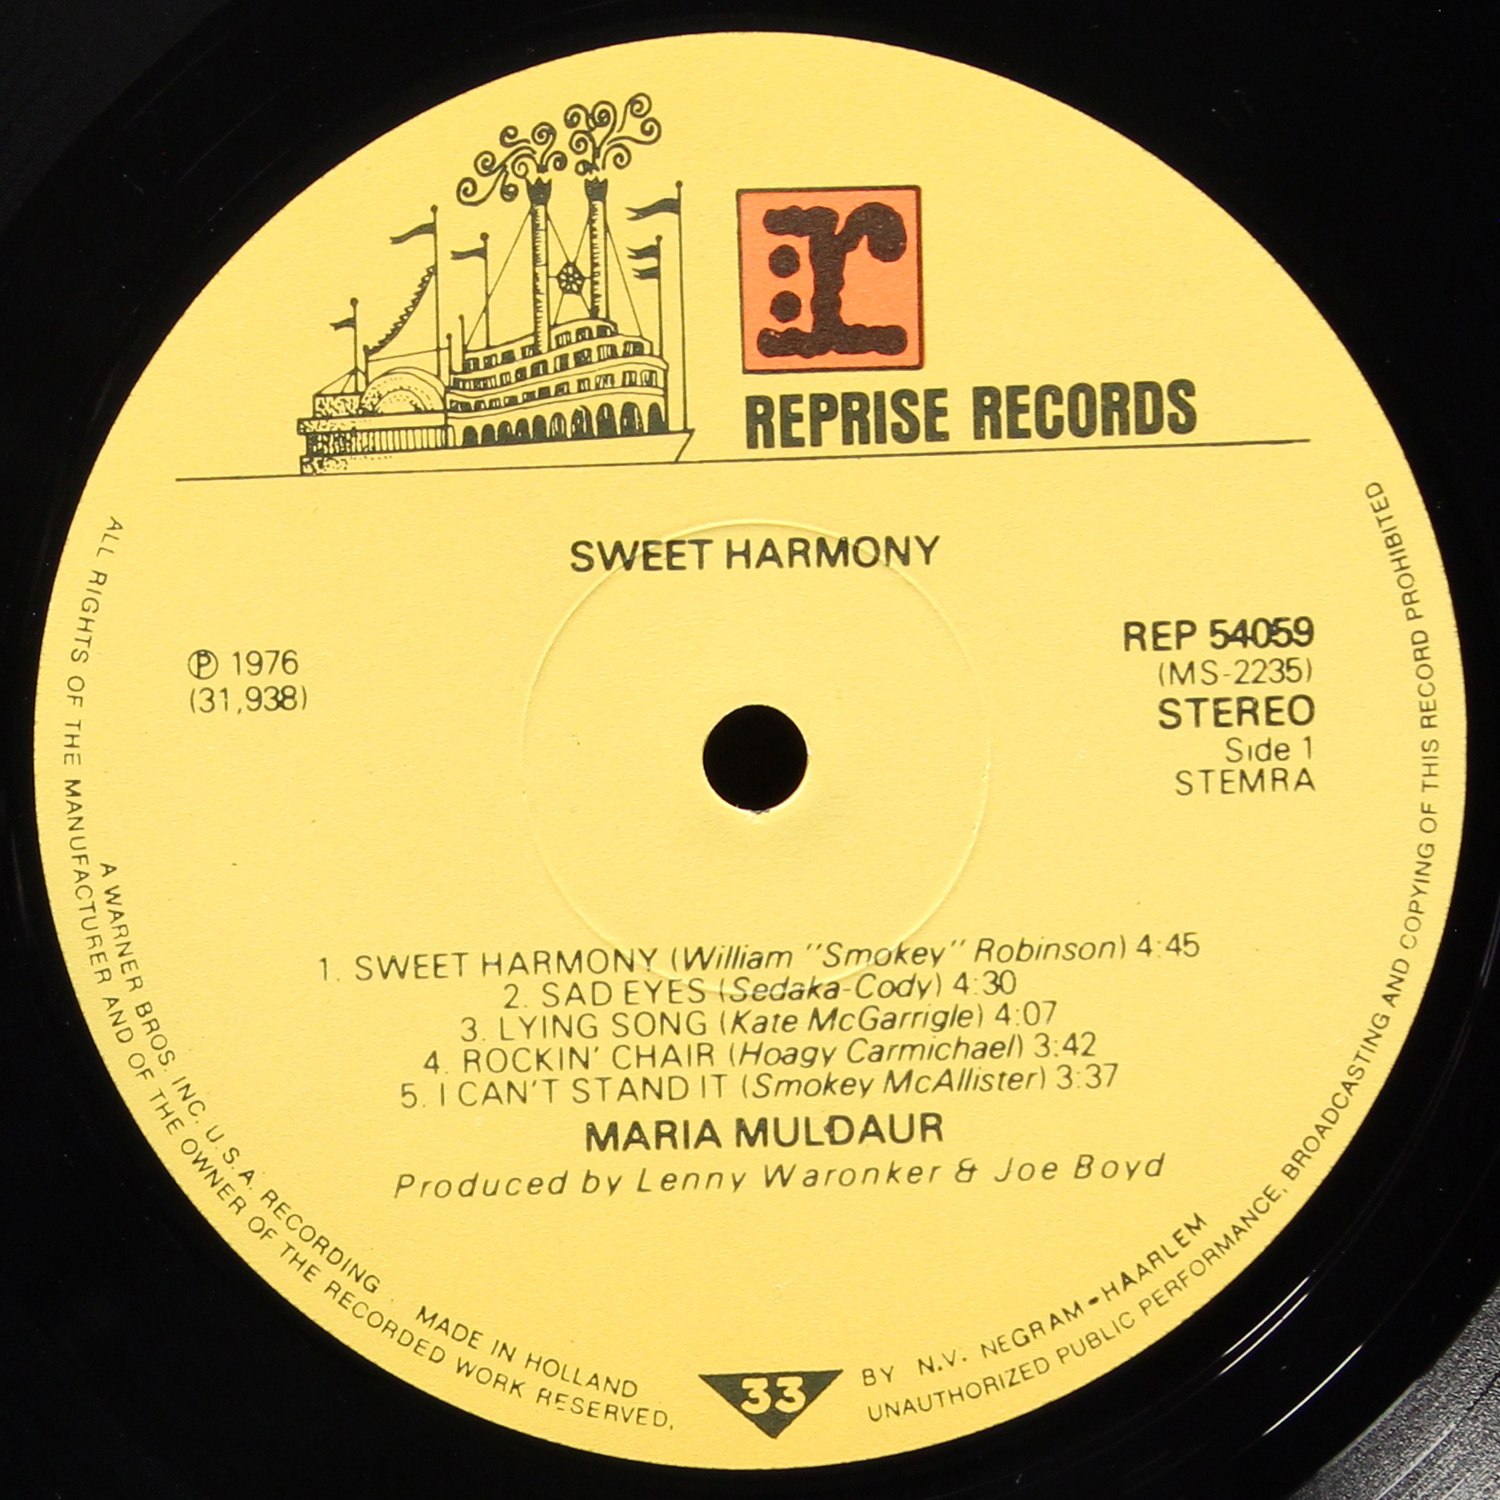 r:
REPRISE RECORDS
SWEET HARMONY
Ⓟ 1976
(31,938)
REP 54059
(MS-2235)
STEREO
Side 1
STEMRA
1. SWEET HARMONY (William "Smokey" Robinson) 4:45
2. SAD EYES (Sedaka-Cody) 4:30
3. LYING SONG (Kate McGarrigle) 4:07
4. ROCKIN' CHAIR (Hoagy Carmichael) 3:42
5. I CAN'T STAND IT (Smokey McAllister) 3:37
MARIA MULDAUR
Produced by Lenny Waronker & Joe Boyd
A WARNER BROS. INC. U.S.A. RECORDING . MADE IN HOLLAND
33
BY N.V. NEGRAM-HAARLEM
ALL RIGHTS OF THE MANUFACTURER AND OF THE OWNER OF THE RECORDED WORK RESERVED.
UNAUTHORIZED PUBLIC PERFORMANCE, BROADCASTING AND COPYING OF THIS RECORD PROHIBITED